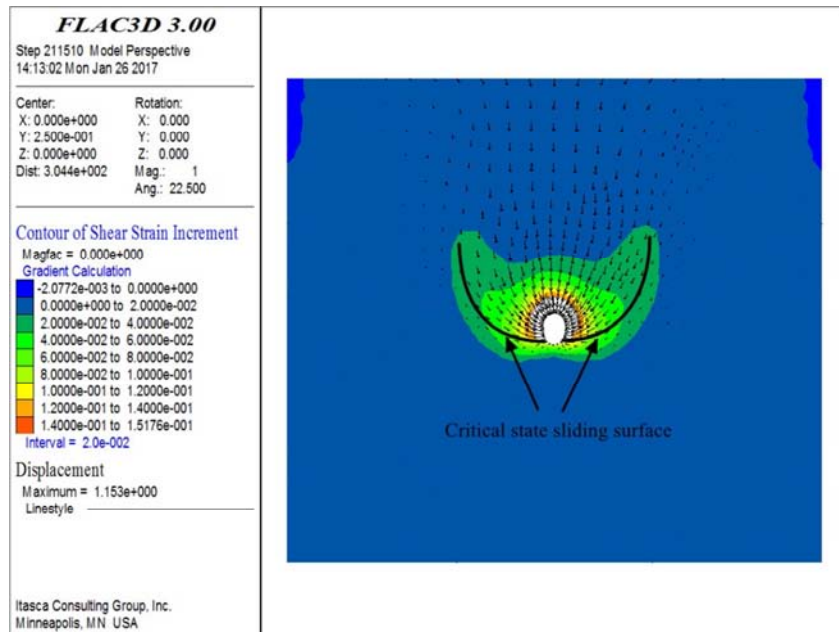 FLAC3D 3.00
Step 211510 Model Perspective
14:13:02 Mon Jan 26 2017
Center:
X: 0.000e+000
Y: 2.500e-001
Z: 0.000e+000
Dist: 3.044e+002
Rotation:
X: 0.000
Y: 0.000
Z: 0.000
Mag.: 1
Ang.: 22.500
Contour of Shear Strain Increment
Magfac = 0.000e+000
Gradient Calculation
-2.0772e-003 to 0.0000e+000
0.0000e+000 to 2.0000e-002
2.0000e-002 to 4.0000e-002
4.0000e-002 to 6.0000e-002
6.0000e-002 to 8.0000e-002
8.0000e-002 to 1.0000e-001
1.0000e-001 to 1.2000e-001
1.2000e-001 to 1.4000e-001
1.4000e-001 to 1.5176e-001
Interval = 2.0e-002
Displacement
Maximum = 1.153e+000
Linestyle
Itasca Consulting Group, Inc.
Minneapolis, MN USA
Critical state sliding surface